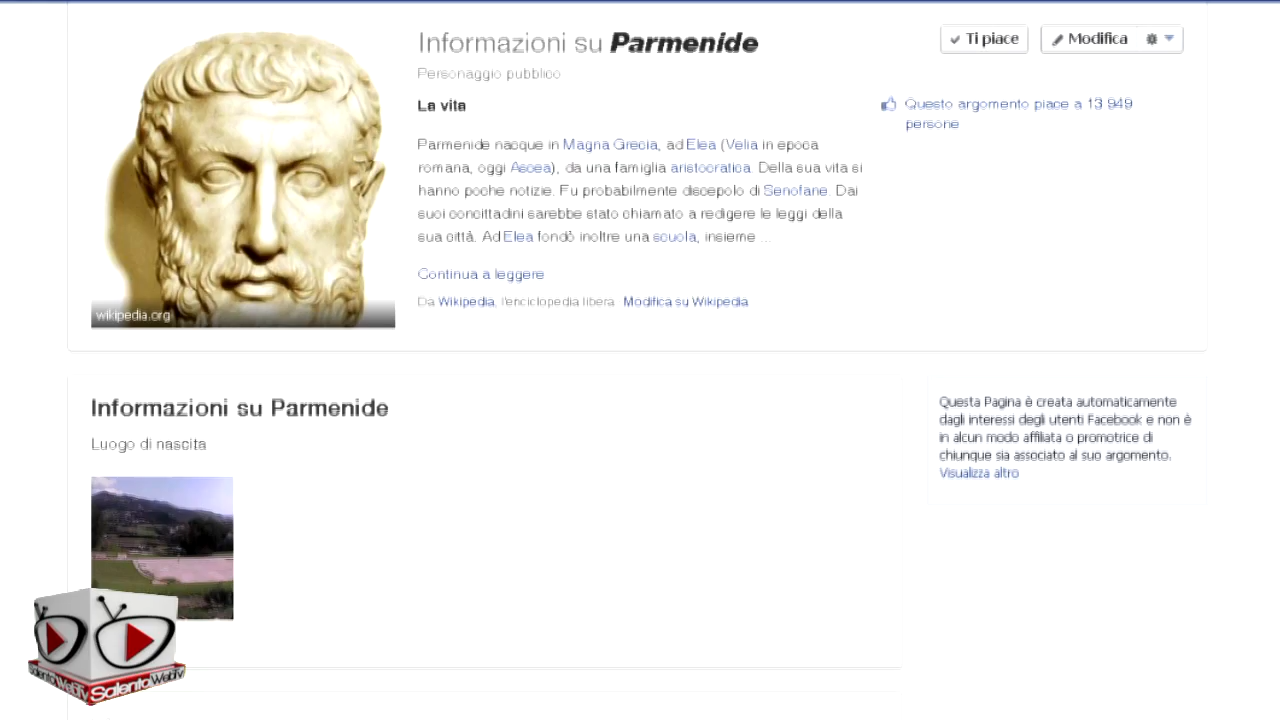 Informazioni su Parmenide
Personaggio pubblico
Ti piace
Modifica
La vita
Parmenide nacque in Magna Grecia, ad Elea (Velia in epoca
romana, oggi Ascea), da una famiglia aristocratica. Della sua vita si
hanno poche notizie. Fu probabilmente discepolo di Senofane. Dai
suoi concittadini sarebbe stato chiamato a redigere le leggi della
sua città. Ad Elea fondò inoltre una scuola, insieme ...
Continua a leggere
Da Wikipedia, l'enciclopedia libera Modifica su Wikipedia
Questo argomento piace a 13 949
persone
wikipedia.org
Informazioni su Parmenide
Luogo di nascita
Questa Pagina è creata automaticamente
dagli interessi degli utenti Facebook e non è
in alcun modo affiliata o promotrice di
chiunque sia associato al suo argomento.
Visualizza altro
SalentoWebTv
SalentoWebTv